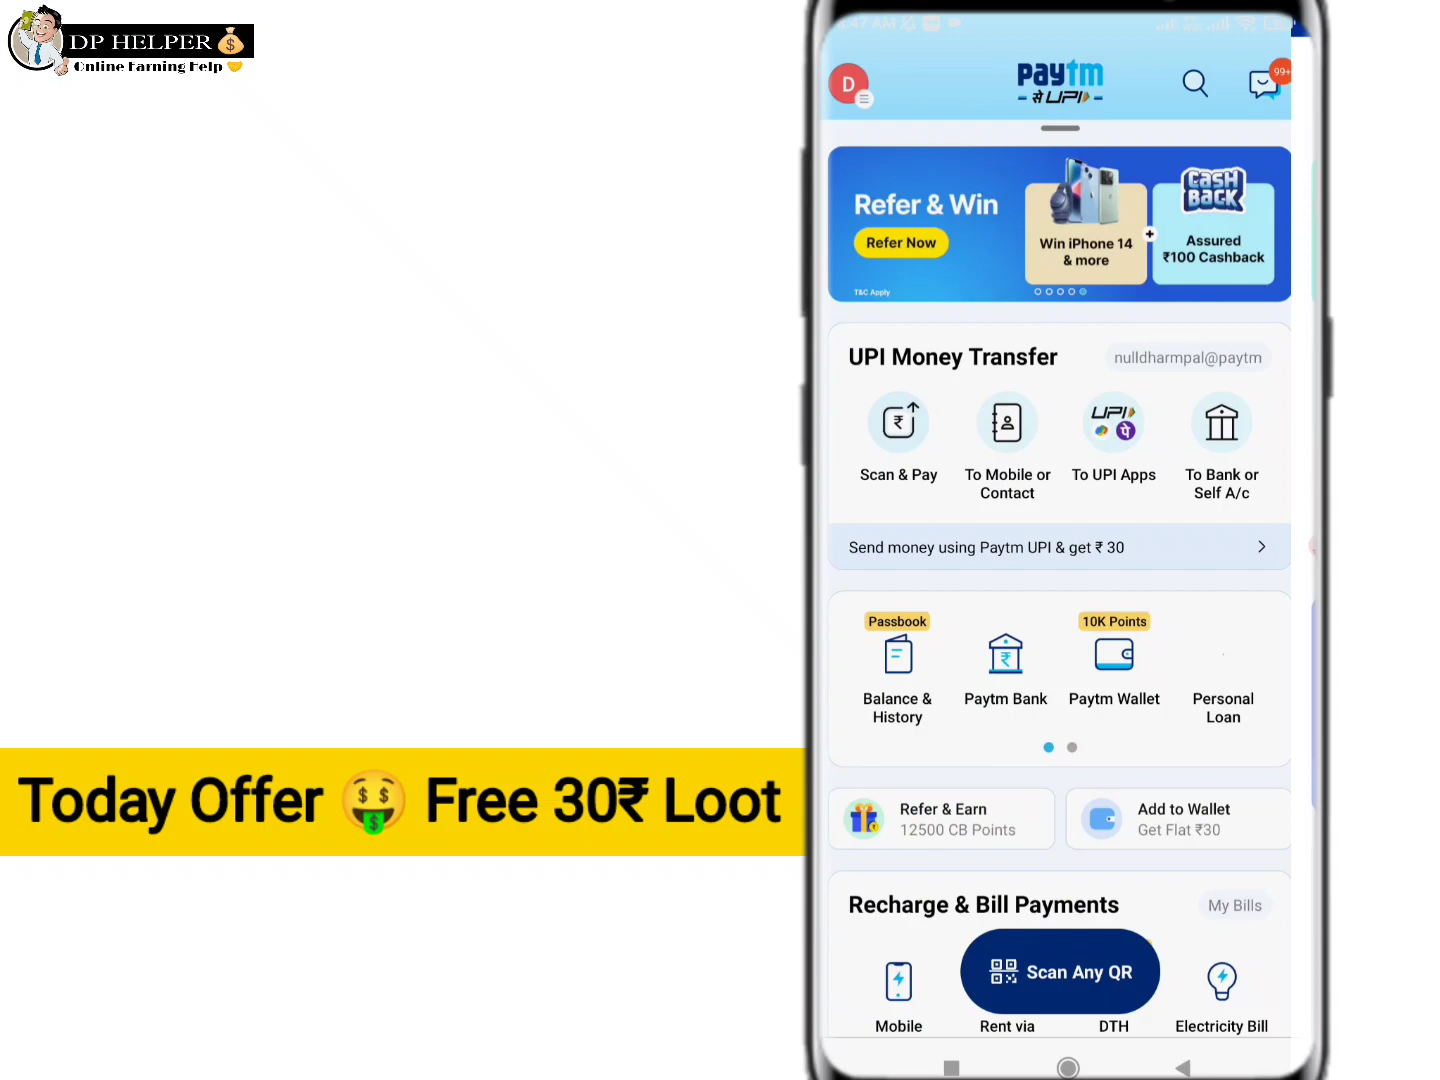 DP HELPER
Online Earning Help
:47 AM
D
paytm
से UPI
99+
Refer & Win
Refer Now
T&C Apply
Win iPhone 14
& more
+
CASH
BACK
Assured
₹100 Cashback
UPI Money Transfer
nulldharmpal@paytm
UPI
पे
Scan & Pay
To Mobile or
Contact
To UPI Apps
To Bank or
Self A/c
Send money using Paytm UPI & get ₹ 30
Passbook
10K Points
Balance &
History
Paytm Bank
Paytm Wallet
Personal
Loan
Today Offer 🤑 Free 30₹ Loot
Refer & Earn
12500 CB Points
Add to Wallet
Get Flat ₹30
Recharge & Bill Payments
My Bills
Scan Any QR
Mobile
Rent via
DTH
Electricity Bill